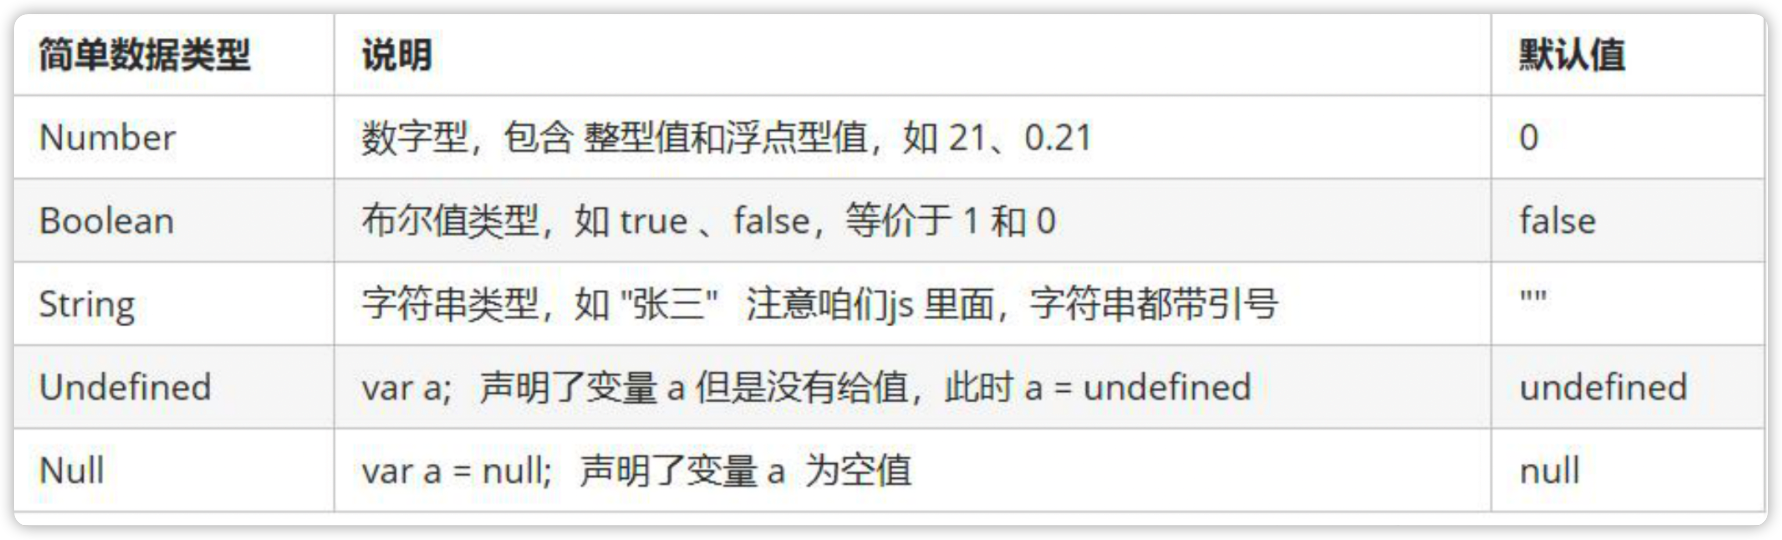 简单数据类型 说明 默认值
Number 数字型，包含 整型值和浮点型值，如 21、0.21 0
Boolean 布尔值类型，如 true 、false，等价于 1 和 0 false
String 字符串类型，如 "张三" 注意咱们js 里面，字符串都带引号 ""
Undefined var a; 声明了变量 a 但是没有给值，此时 a = undefined undefined
Null var a = null; 声明了变量 a 为空值 null